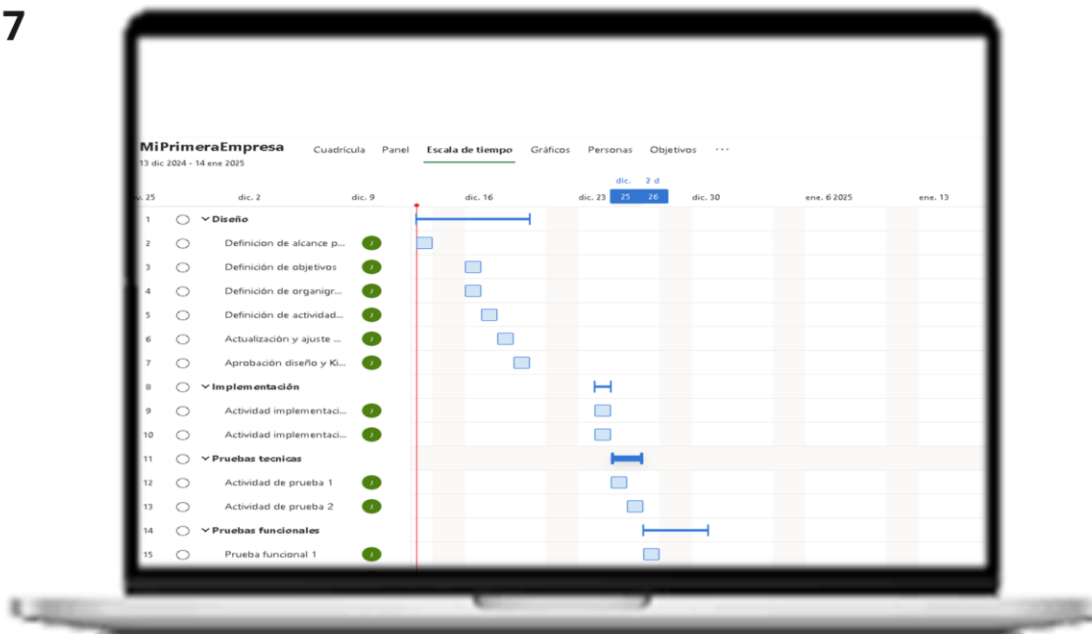 7
MiPrimeraEmpresa Cuadrícula Panel Escala de tiempo Gráficos Personas Objetivos ...
13 dic 2024 - 14 ene 2025
dic. 2 d
25 dic. 2 dic. 9 dic. 16 dic. 23 25 26 dic. 30 ene. 6 2025 ene. 13
1 Diseño
2 Definicion de alcance p... J
3 Definición de objetivos J
4 Definición de organigr... J
5 Definición de actividad... J
6 Actualización y ajuste ... J
7 Aprobación diseño y Ki... J
8 Implementación
9 Actividad implementaci... J
10 Actividad implementaci... J
11 Pruebas tecnicas
12 Actividad de prueba 1 J
13 Actividad de prueba 2 J
14 Pruebas funcionales
15 Prueba funcional 1 J